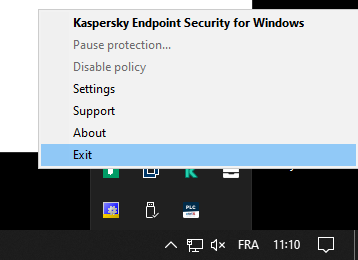 Kaspersky Endpoint Security for Windows
Pause protection...
Disable policy
Settings
Support
About
Exit
PLC
FRA 11:10